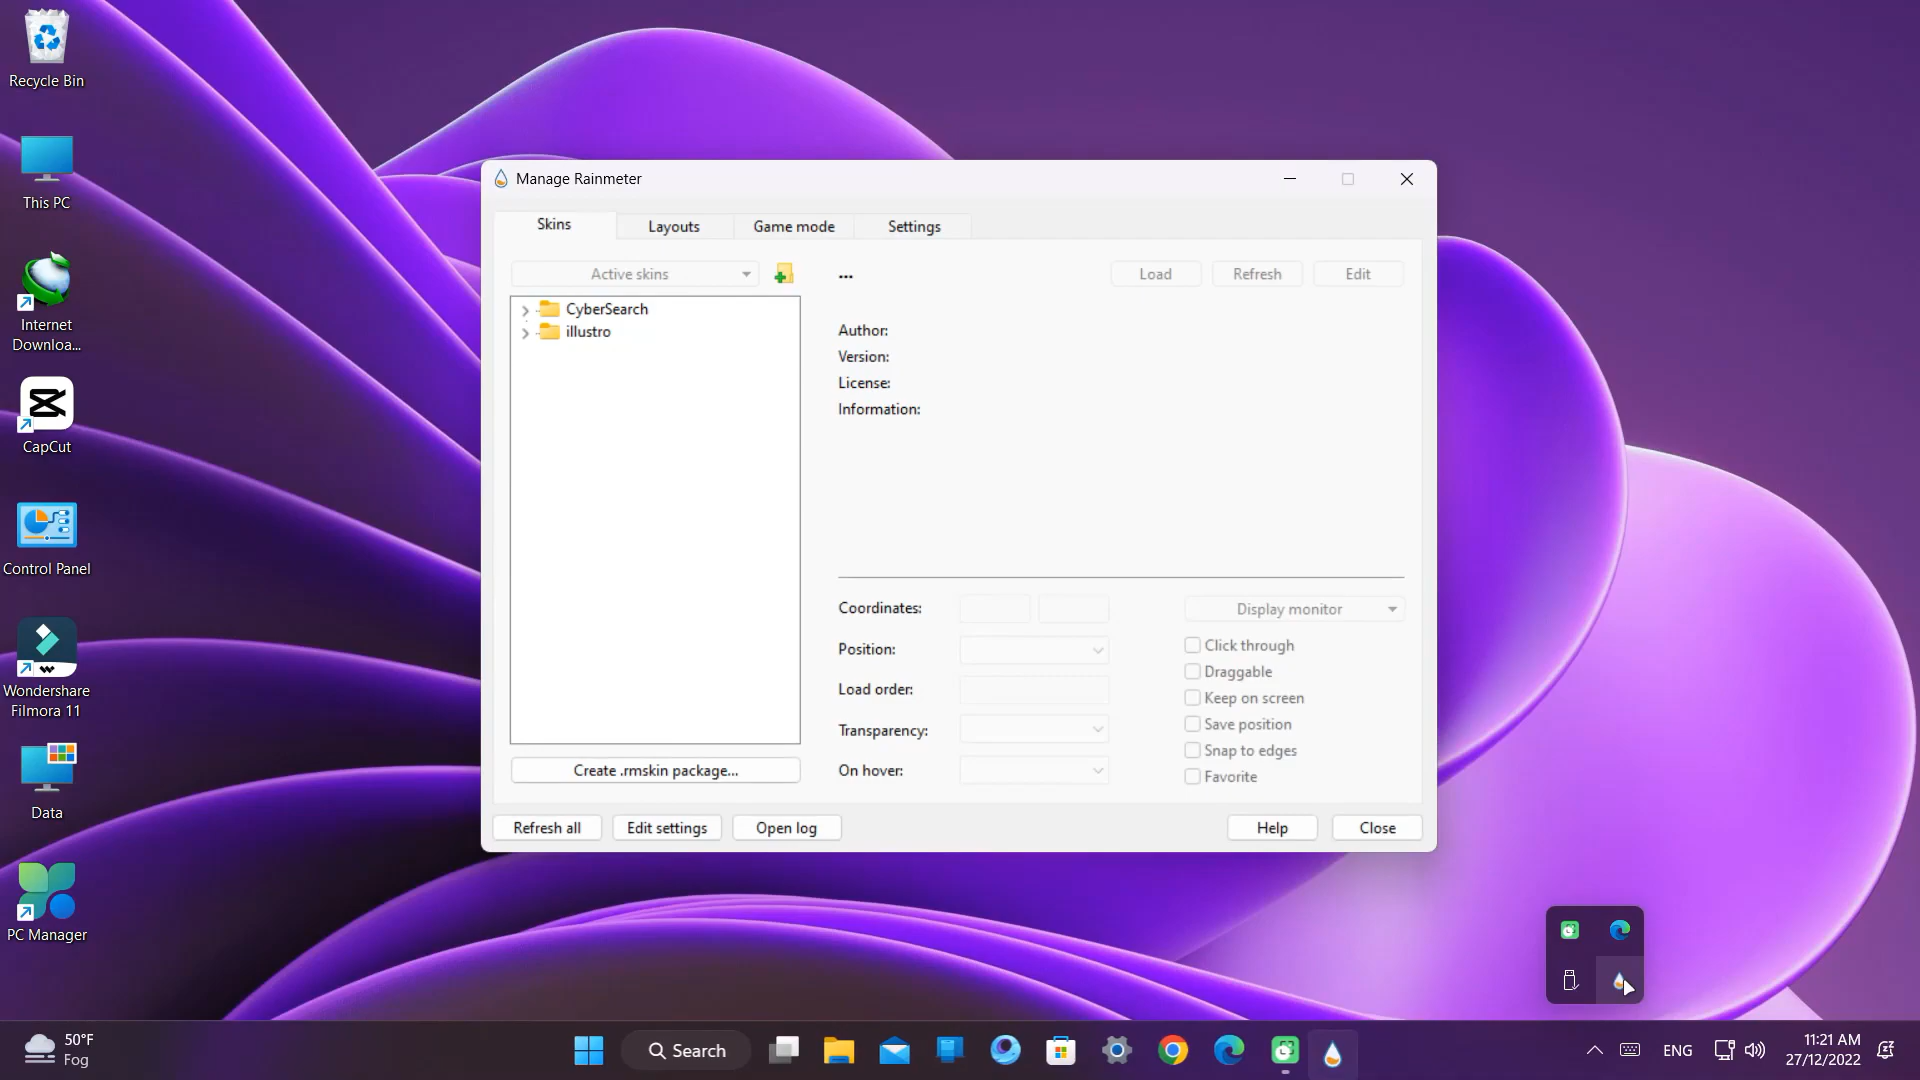 Recycle Bin
This PC
Internet
Downloa...
CapCut
Control Panel
Wondershare
Filmora 11
Data
PC Manager
Manage Rainmeter
Skins
Layouts
Game mode
Settings
Active skins
...
Load
Refresh
Edit
CyberSearch
illustro
Author:
Version:
License:
Information:
Coordinates:
Display monitor
Position:
Click through
Draggable
Load order:
Keep on screen
Transparency:
Save position
Snap to edges
On hover:
Favorite
Create .rmskin package...
Refresh all
Edit settings
Open log
Help
Close
50°F
Fog
Search
ENG
11:21 AM
27/12/2022